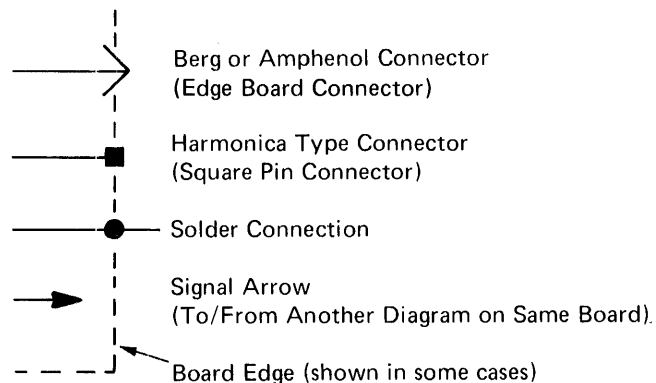 Berg or Amphenol Connector
(Edge Board Connector)
Harmonica Type Connector
(Square Pin Connector)
Solder Connection
Signal Arrow
(To/From Another Diagram on Same Board)
Board Edge (shown in some cases)